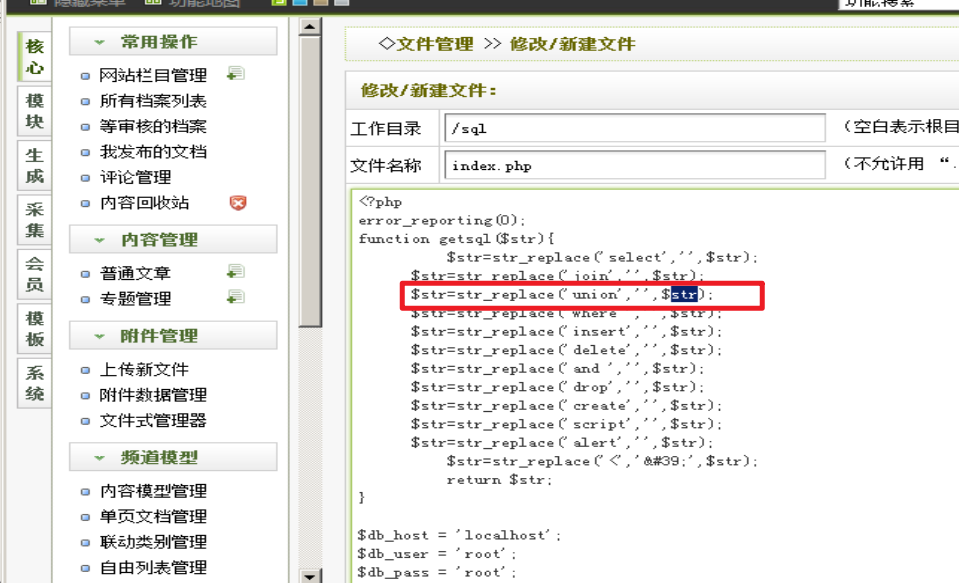 隐藏菜单 功能地图
功能搜索
核心
模块
生成
采集
会员
模板
系统
常用操作
网站栏目管理
所有档案列表
等审核的档案
我发布的文档
评论管理
内容回收站
内容管理
普通文章
专题管理
附件管理
上传新文件
附件数据管理
文件式管理器
频道模型
内容模型管理
单页文档管理
联动类别管理
自由列表管理
◇文件管理 >> 修改/新建文件
修改/新建文件：
工作目录 /sql （空白表示根目
文件名称 index.php （不允许用 “.
<?php
error_reporting(0);
function getsql($str){
$str=str_replace('select','',$str);
$str=str_replace('join','',$str);
$str=str_replace('union','',$str);
$str=str_replace('where','',$str);
$str=str_replace('insert','',$str);
$str=str_replace('delete','',$str);
$str=str_replace('and ','',$str);
$str=str_replace('drop','',$str);
$str=str_replace('create','',$str);
$str=str_replace('script','',$str);
$str=str_replace('alert','',$str);
$str=str_replace('<','&#39;',$str);
return $str;
}
$db_host = 'localhost';
$db_user = 'root';
$db_pass = 'root';